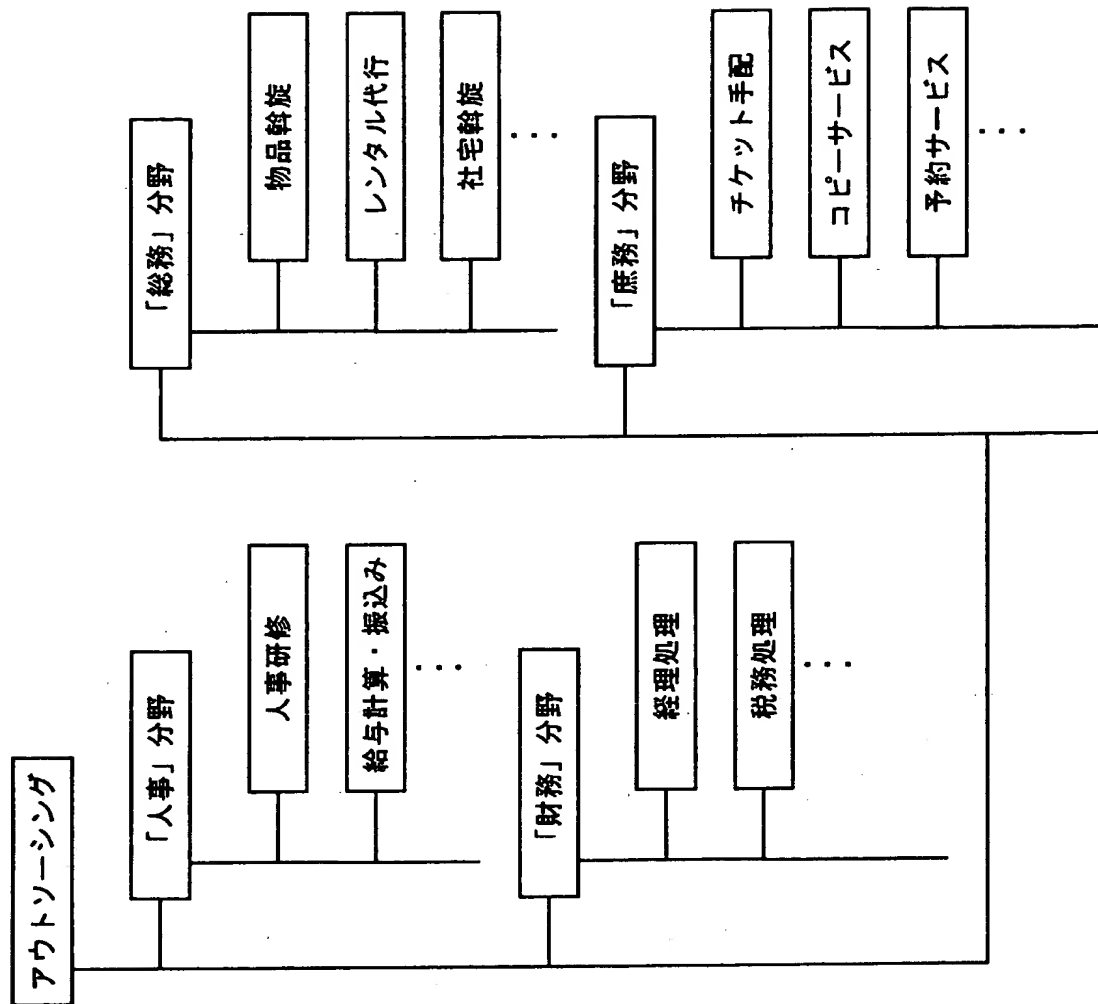 アウトソーシング
「人事」分野
人事研修
給与計算・振込み
・・・
「財務」分野
経理処理
税務処理
・・・
「総務」分野
物品斡旋
レンタル代行
社宅斡旋
・・・
「庶務」分野
チケット手配
コピーサービス
予約サービス
・・・